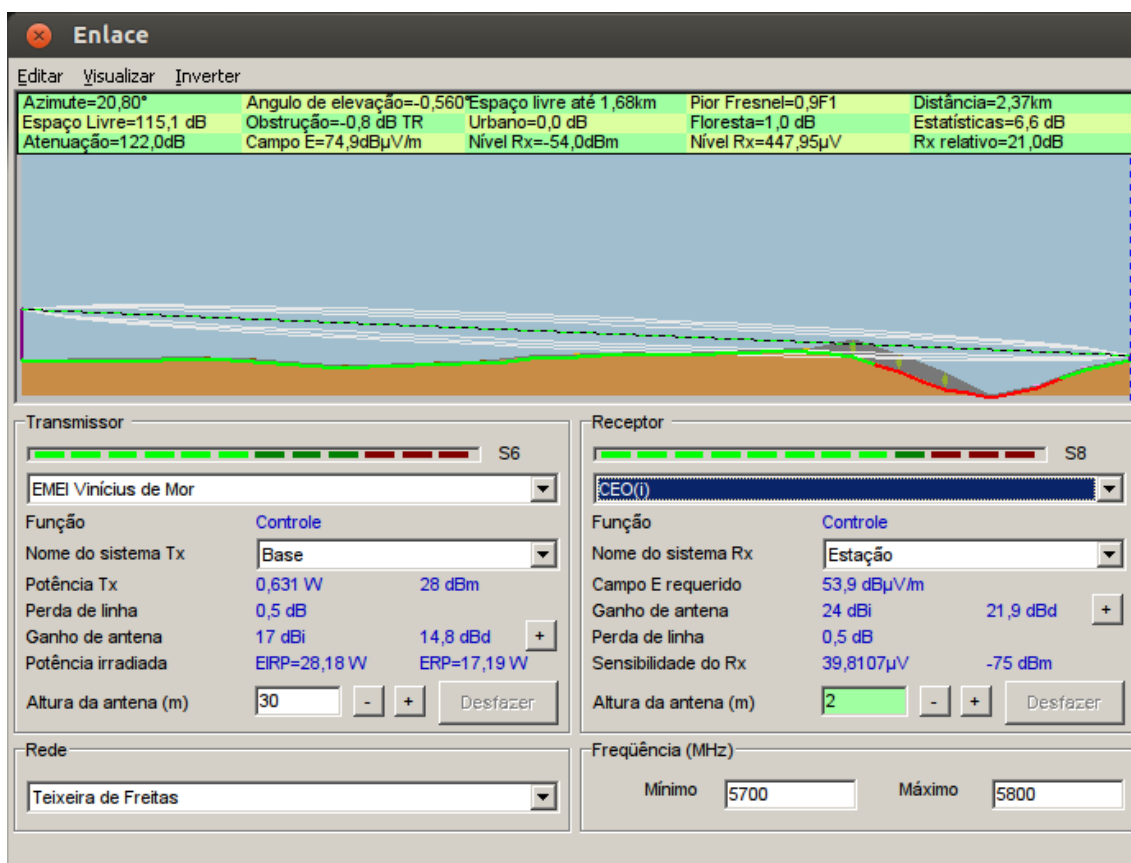 Enlace
Editar Visualizar Inverter
Azimute=20,80° Angulo de elevação=-0,560° Espaço livre até 1,68km Pior Fresnel=0,9F1 Distância=2,37km
Espaço Livre=115,1 dB Obstrução=-0,8 dB TR Urbano=0,0 dB Floresta=1,0 dB Estatísticas=6,6 dB
Atenuação=122,0dB Campo E=74,9dBµV/m Nível Rx=-54,0dBm Nível Rx=447,95µV Rx relativo=21,0dB
Transmissor
S6
EMEI Vinícius de Mor
Função Controle
Nome do sistema Tx Base
Potência Tx 0,631 W 28 dBm
Perda de linha 0,5 dB
Ganho de antena 17 dBi 14,8 dBd +
Potência irradiada EIRP=28,18 W ERP=17,19 W
Altura da antena (m) 30 - + Desfazer
Rede
Teixeira de Freitas
Receptor
S8
CEO(i)
Função Controle
Nome do sistema Rx Estação
Campo E requerido 53,9 dBµV/m
Ganho de antena 24 dBi 21,9 dBd +
Perda de linha 0,5 dB
Sensibilidade do Rx 39,8107µV -75 dBm
Altura da antena (m) 2 - + Desfazer
Freqüência (MHz)
Mínimo 5700 Máximo 5800